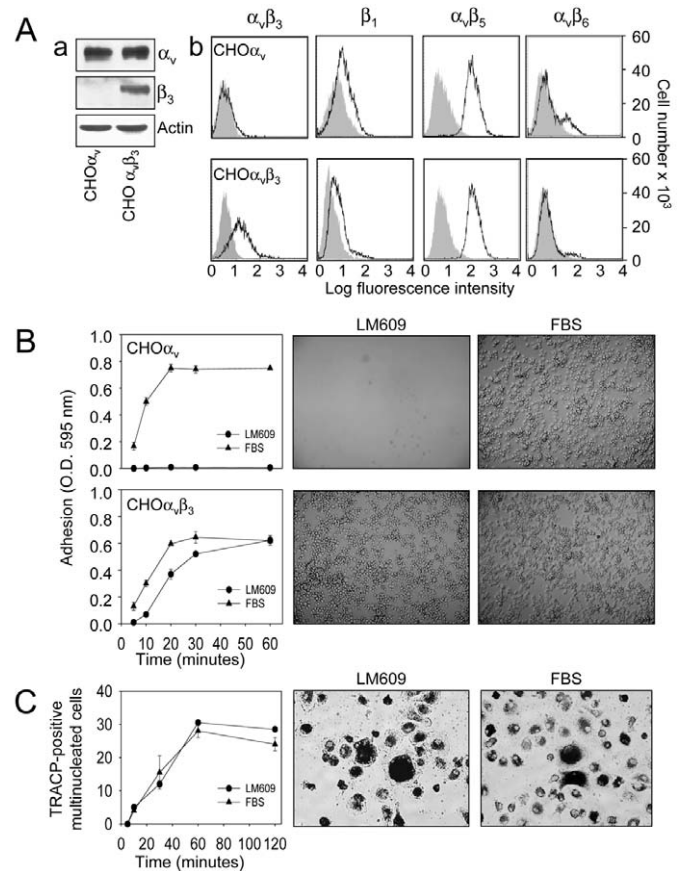 A
a
αv
β3
Actin
CHOαv
CHO αvβ3
b
αvβ3 β1 αvβ5 αvβ6
CHOαv
60
40
20
0
CHOαvβ3
60
40
20
0
Cell number x 10³
0 1 2 3 4 0 1 2 3 4 0 1 2 3 4 0 1 2 3 4
Log fluorescence intensity
B
LM609 FBS
CHOαv
1.0
0.8
0.6
0.4
0.2
0.0
LM609
FBS
CHOαvβ3
1.0
0.8
0.6
0.4
0.2
0.0
LM609
FBS
Adhesion (O.D. 595 nm)
0 10 20 30 40 50 60
Time (minutes)
C
LM609 FBS
TRACP-positive
multinucleated cells
40
30
20
10
0
LM609
FBS
0 20 40 60 80 100 120
Time (minutes)